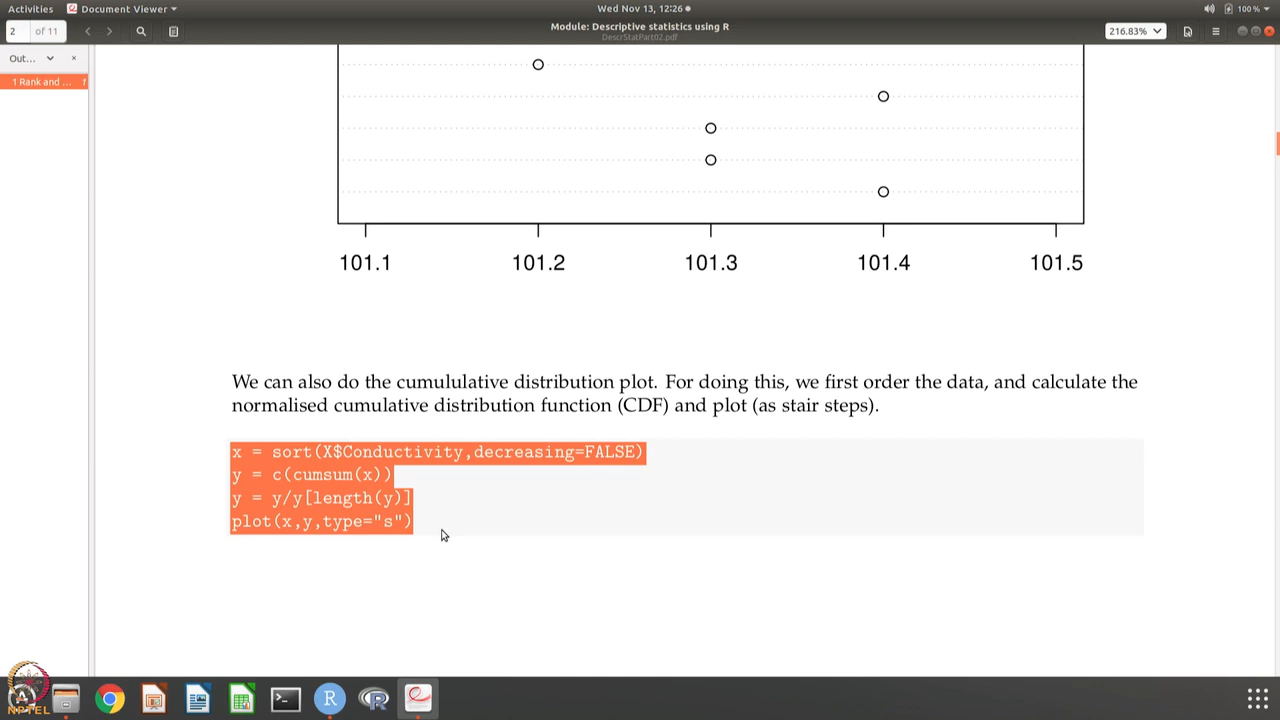 Activities
Document Viewer
Wed Nov 13, 12:26
100 %
2
of 11
Module: Descriptive statistics using R
DescrStatPart02.pdf
216.83%
Out...
1 Rank and ...
1
101.1
101.2
101.3
101.4
101.5
We can also do the cumululative distribution plot. For doing this, we first order the data, and calculate the
normalised cumulative distribution function (CDF) and plot (as stair steps).
x = sort(X$Conductivity,decreasing=FALSE)
y = c(cumsum(x))
y = y/y[length(y)]
plot(x,y,type="s")
NPTEL